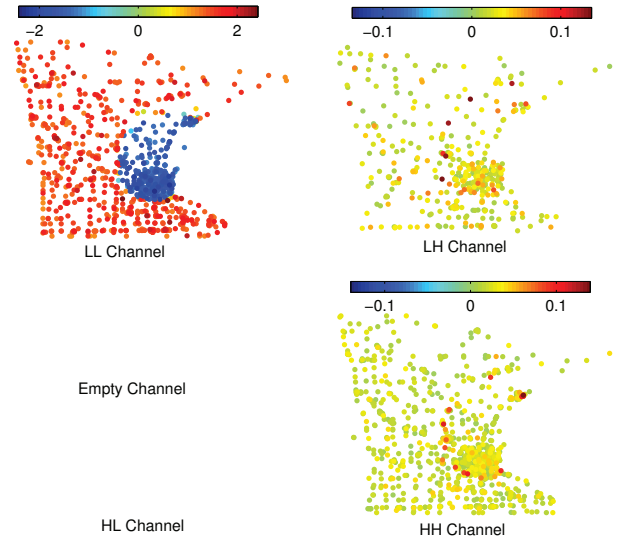 −2 0 2
LL Channel
−0.1 0 0.1
LH Channel
Empty Channel
HL Channel
−0.1 0 0.1
HH Channel